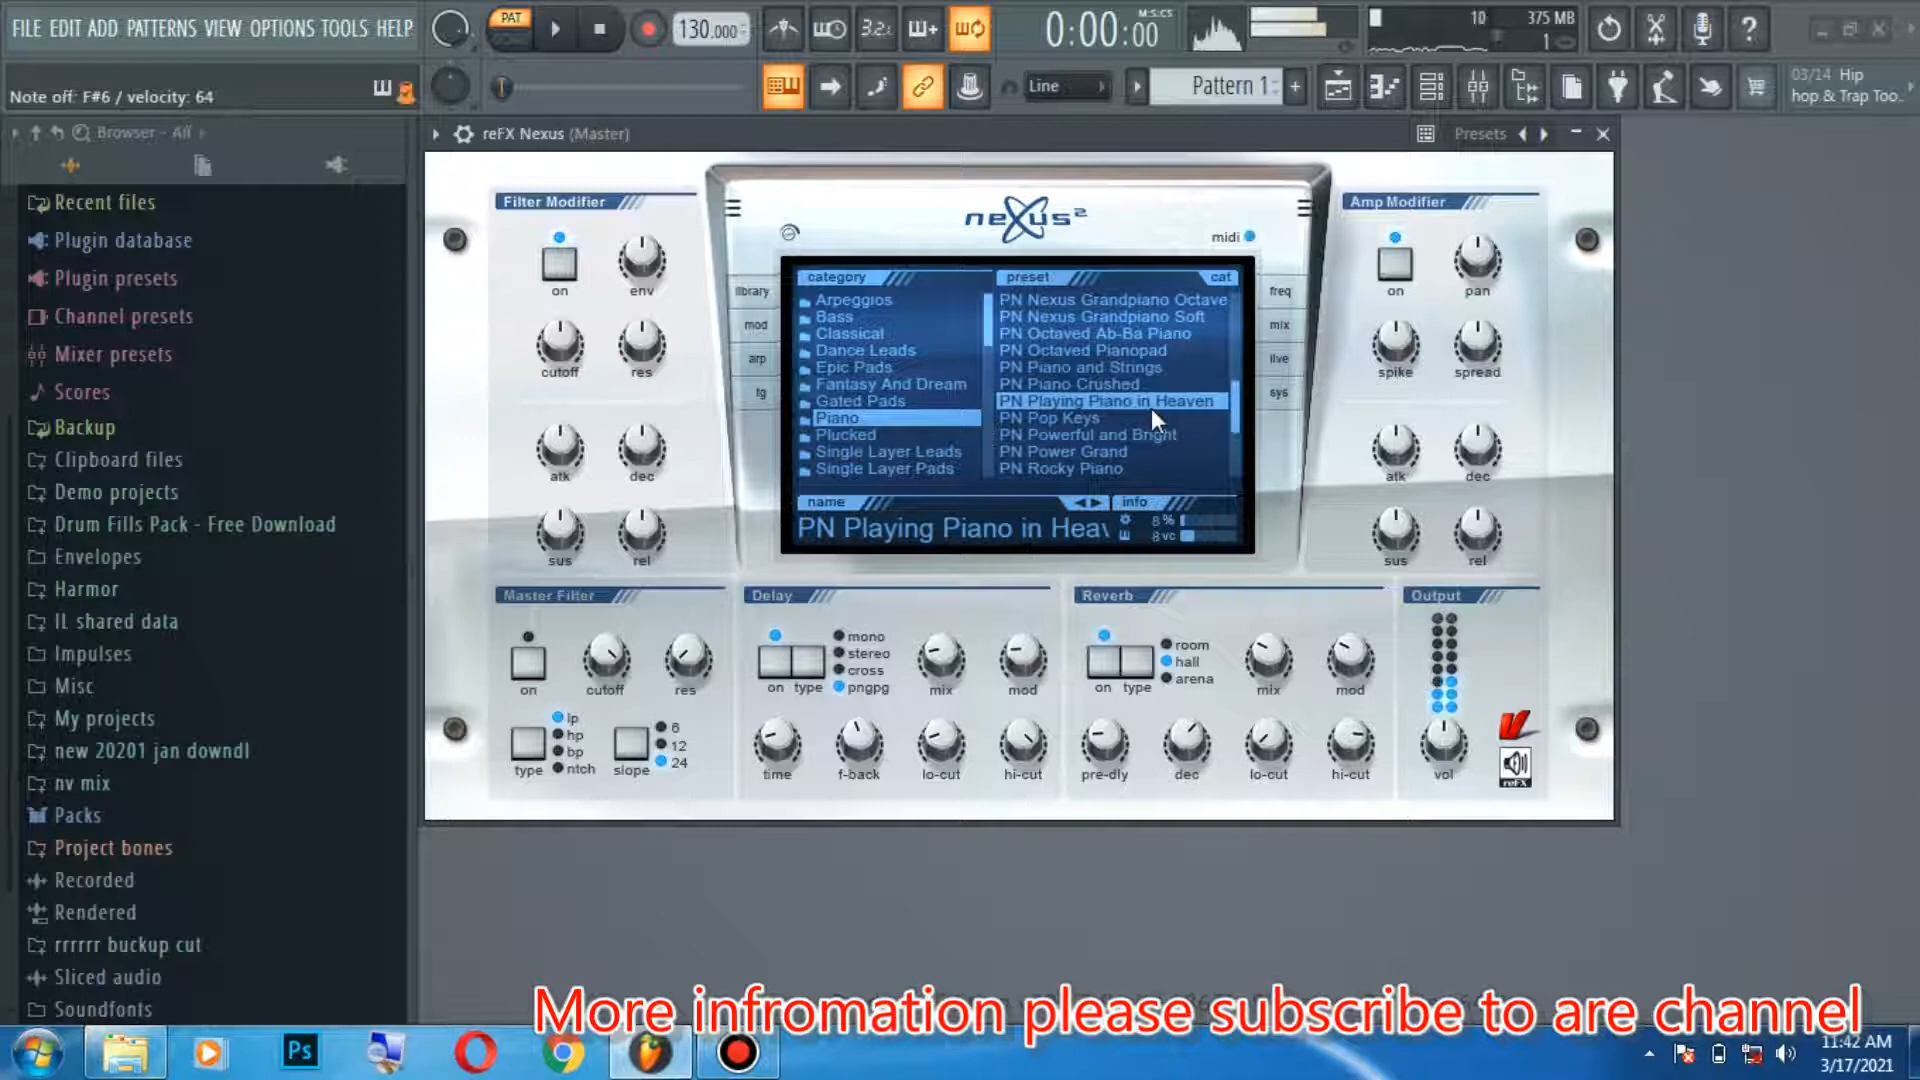 FILE EDIT ADD PATTERNS VIEW OPTIONS TOOLS HELP
PAT
130.000
3.2.
0:00:00
M:S:CS
10
375 MB
1
Note off: F#6 / velocity: 64
Line
Pattern 1
+
03/14 Hip
hop & Trap Too..
Browser - All
reFX Nexus (Master)
Presets
Recent files
Plugin database
Plugin presets
Channel presets
Mixer presets
Scores
Backup
Clipboard files
Demo projects
Drum Fills Pack - Free Download
Envelopes
Harmor
IL shared data
Impulses
Misc
My projects
new 20201 jan downdl
nv mix
Packs
Project bones
Recorded
Rendered
rrrrrr buckup cut
Sliced audio
Soundfonts
Filter Modifier
on
env
cutoff
res
atk
dec
sus
rel
neXus²
midi
library
mod
arp
tg
freq
mix
live
sys
category
Arpeggios
Bass
Classical
Dance Leads
Epic Pads
Fantasy And Dream
Gated Pads
Piano
Plucked
Single Layer Leads
Single Layer Pads
preset
cat
PN Nexus Grandpiano Octave
PN Nexus Grandpiano Soft
PN Octaved Ab-Ba Piano
PN Octaved Pianopad
PN Piano and Strings
PN Piano Crushed
PN Playing Piano in Heaven
PN Pop Keys
PN Powerful and Bright
PN Power Grand
PN Rocky Piano
name
info
PN Playing Piano in Heav
8 %
8 vc
Amp Modifier
on
pan
spike
spread
atk
dec
sus
rel
Master Filter
on
cutoff
res
type
lp
hp
bp
ntch
slope
6
12
24
Delay
on
type
mono
stereo
cross
pngpg
mix
mod
time
f-back
lo-cut
hi-cut
Reverb
on
type
room
hall
arena
mix
mod
pre-dly
dec
lo-cut
hi-cut
Output
vol
reFX
More infromation please subscribe to are channel
Ps
11:42 AM
3/17/2021